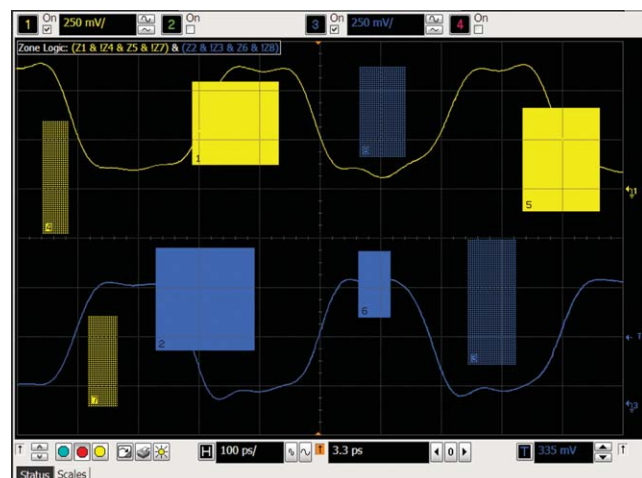 1 On 250 mV/ 2 On 3 On 250 mV/ 4 On
Zone Logic: (Z1 & !Z4 & Z5 & !Z7) & (Z2 & !Z3 & Z6 & !Z8)
1
4
5
1
2
6
7
T
3
H 100 ps/ T 3.3 ps 0 T 335 mV
Status Scales